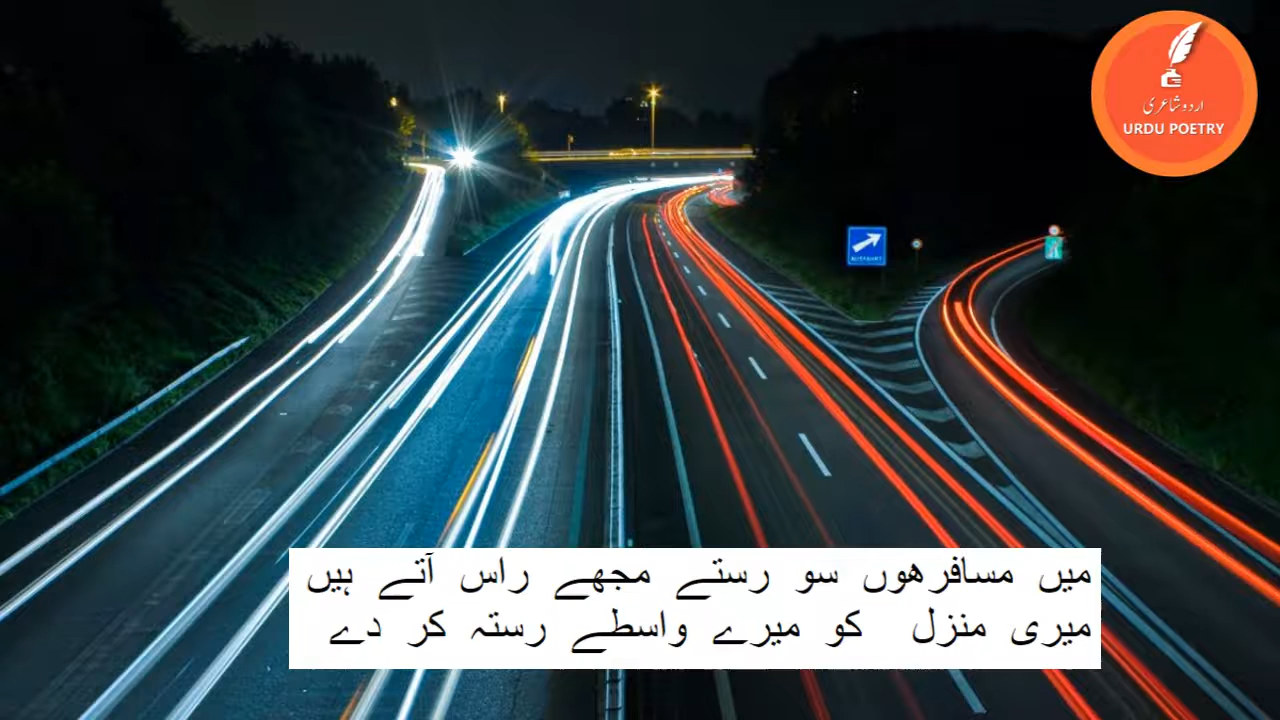 اردو شاعری
URDU POETRY
میں مسافرھوں سو رستے مجھے راس آتے ہیں
میری منزل کو میرے واسطے رستہ کر دے